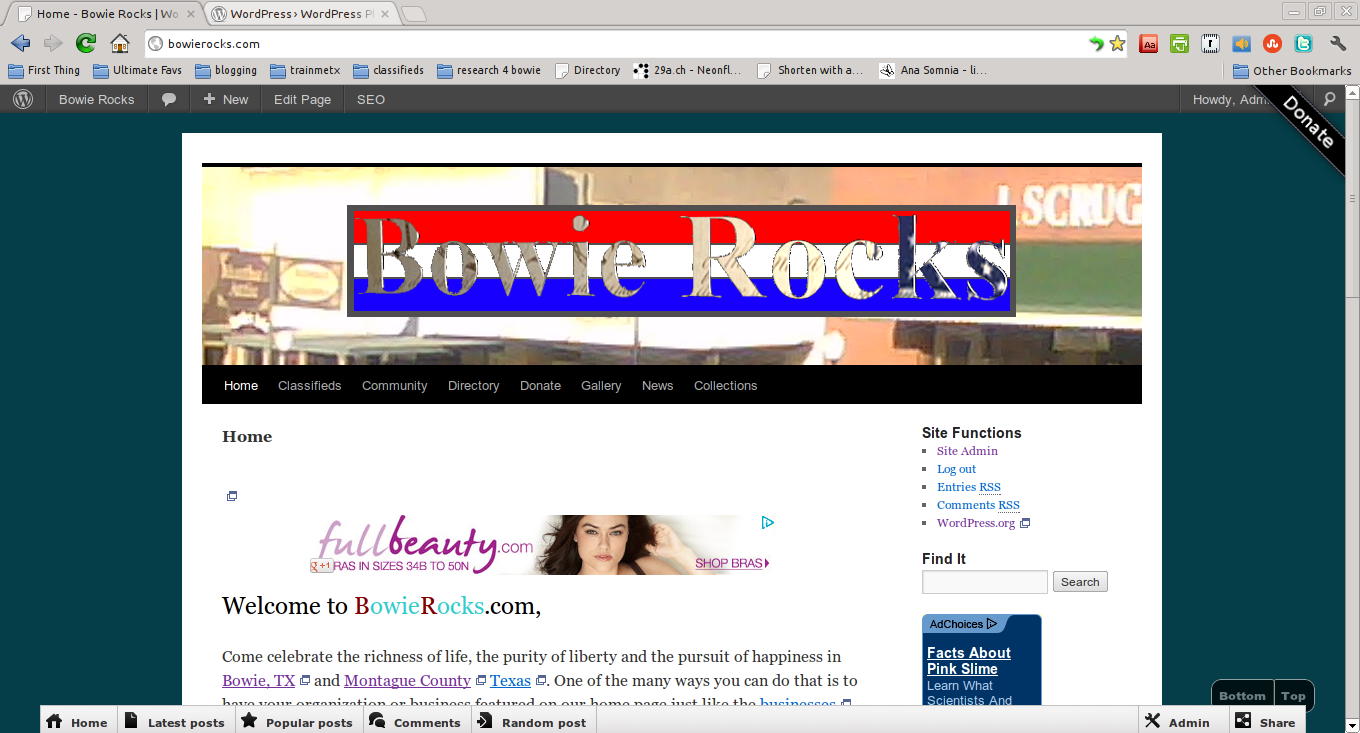 Home - Bowie Rocks | Wo
WordPress › WordPress Pl
bowierocks.com
First Thing
Ultimate Favs
blogging
trainmetx
classifieds
research 4 bowie
Directory
29a.ch - Neonfl...
Shorten with a...
Ana Somnia - li...
Other Bookmarks
Bowie Rocks
New
Edit Page
SEO
Howdy, Adm
Donate
J SCRUG
Bowie Rocks
Home
Classifieds
Community
Directory
Donate
Gallery
News
Collections
Home
fullbeauty.com
+1
RAS IN SIZES 34B TO 50N
SHOP BRAS
Welcome to BowieRocks.com,
Come celebrate the richness of life, the purity of liberty and the pursuit of happiness in
Bowie, TX and Montague County Texas. One of the many ways you can do that is to
have your organization or business featured on our home page just like the businesses
Site Functions
Site Admin
Log out
Entries RSS
Comments RSS
WordPress.org
Find It
Search
AdChoices
Facts About
Pink Slime
Learn What
Scientists And
Bottom
Top
Home
Latest posts
Popular posts
Comments
Random post
Admin
Share